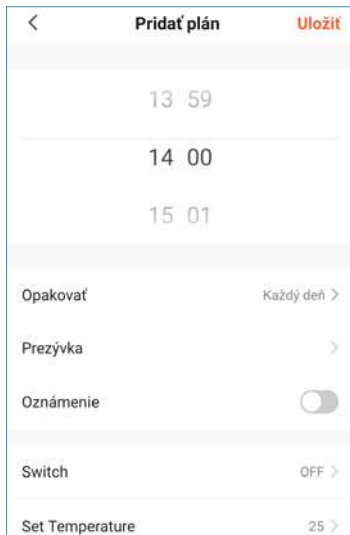 Pridať plán Uložiť
13 59
14 00
15 01
Opakovať Každý deň
Prezývka
Oznámenie
Switch OFF
Set Temperature 25